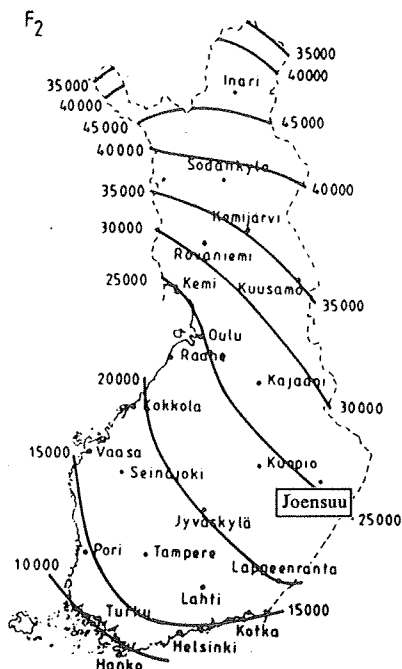 F2
35000
40000
Inari
35000
40000
45000
45000
40000
Sodankylä
40000
35000
Kemijärvi
30000
Rovaniemi
25000
Kemi
Kuusamo
35000
Oulu
Raahe
20000
Kajaani
Kokkola
30000
15000
Vaasa
Seinäjoki
Kuopio
Joensuu
25000
Jyväskylä
Pori
Tampere
Lappeenranta
10000
Lahti
15000
Turku
Kotka
Helsinki
Hanko